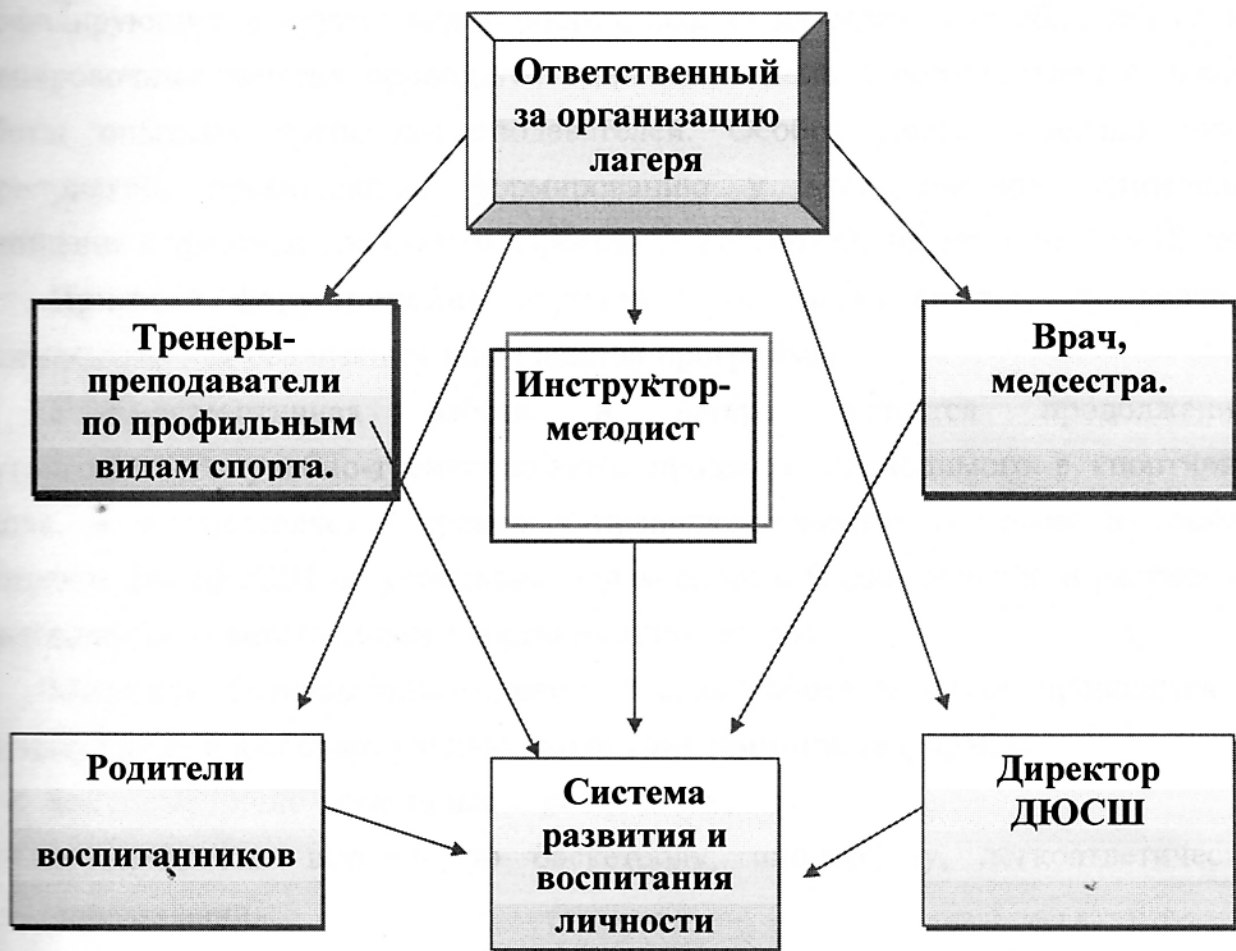 Ответственный
за организацию
лагеря
Тренеры-
преподаватели
по профильным
видам спорта.
Инструктор-
методист
Врач,
медсестра.
Родители
воспитанников
Система
развития и
воспитания
личности
Директор
ДЮСШ